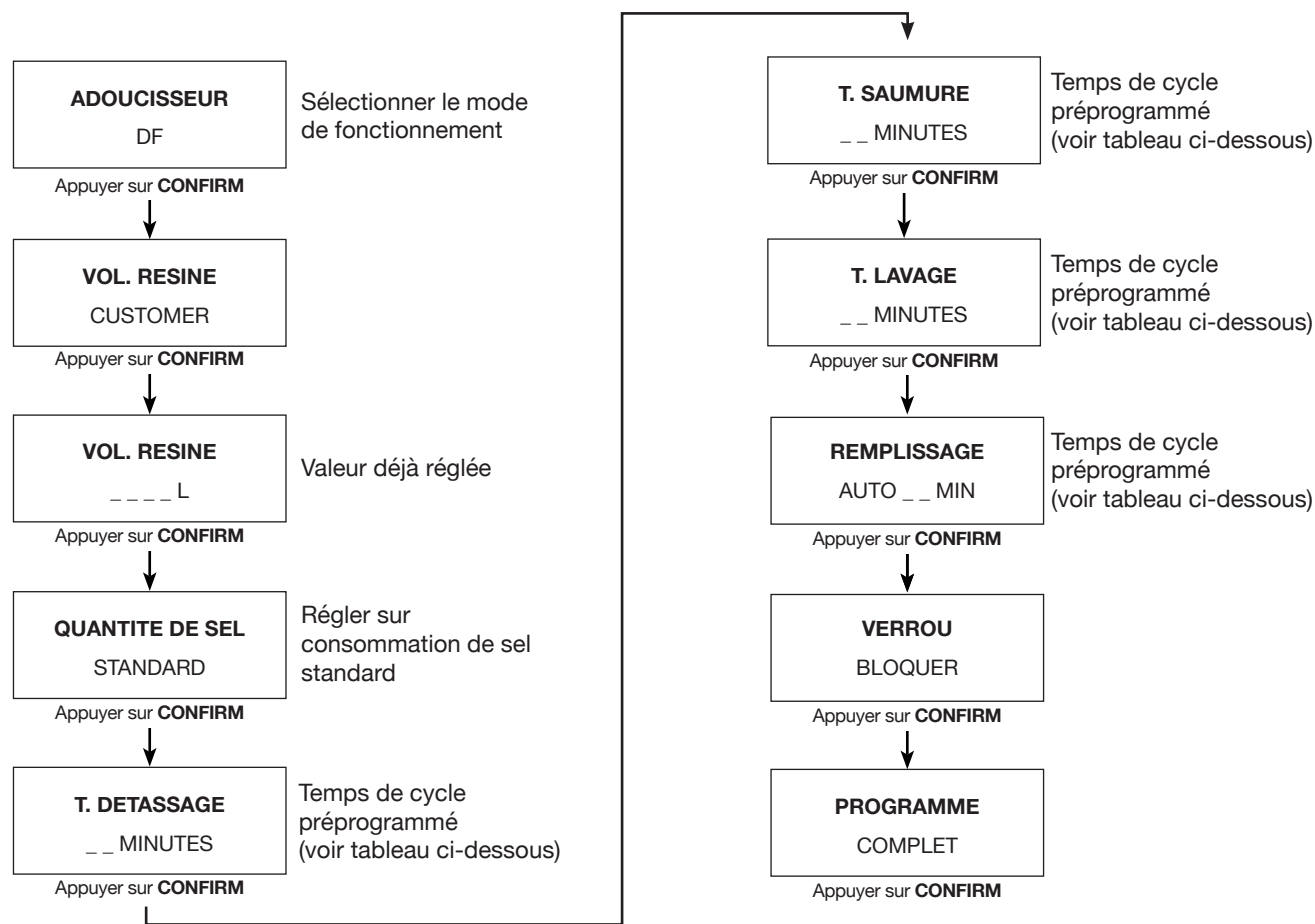 ADOUCISSEUR
DF
Sélectionner le mode
de fonctionnement
Appuyer sur CONFIRM
VOL. RESINE
CUSTOMER
Appuyer sur CONFIRM
VOL. RESINE
_ _ _ _ L
Valeur déjà réglée
Appuyer sur CONFIRM
QUANTITE DE SEL
STANDARD
Régler sur
consommation de sel
standard
Appuyer sur CONFIRM
T. DETASSAGE
_ _ MINUTES
Temps de cycle
préprogrammé
(voir tableau ci-dessous)
Appuyer sur CONFIRM
T. SAUMURE
_ _ MINUTES
Temps de cycle
préprogrammé
(voir tableau ci-dessous)
Appuyer sur CONFIRM
T. LAVAGE
_ _ MINUTES
Temps de cycle
préprogrammé
(voir tableau ci-dessous)
Appuyer sur CONFIRM
REMPLISSAGE
AUTO _ _ MIN
Temps de cycle
préprogrammé
(voir tableau ci-dessous)
Appuyer sur CONFIRM
VERROU
BLOQUER
Appuyer sur CONFIRM
PROGRAMME
COMPLET
Appuyer sur CONFIRM